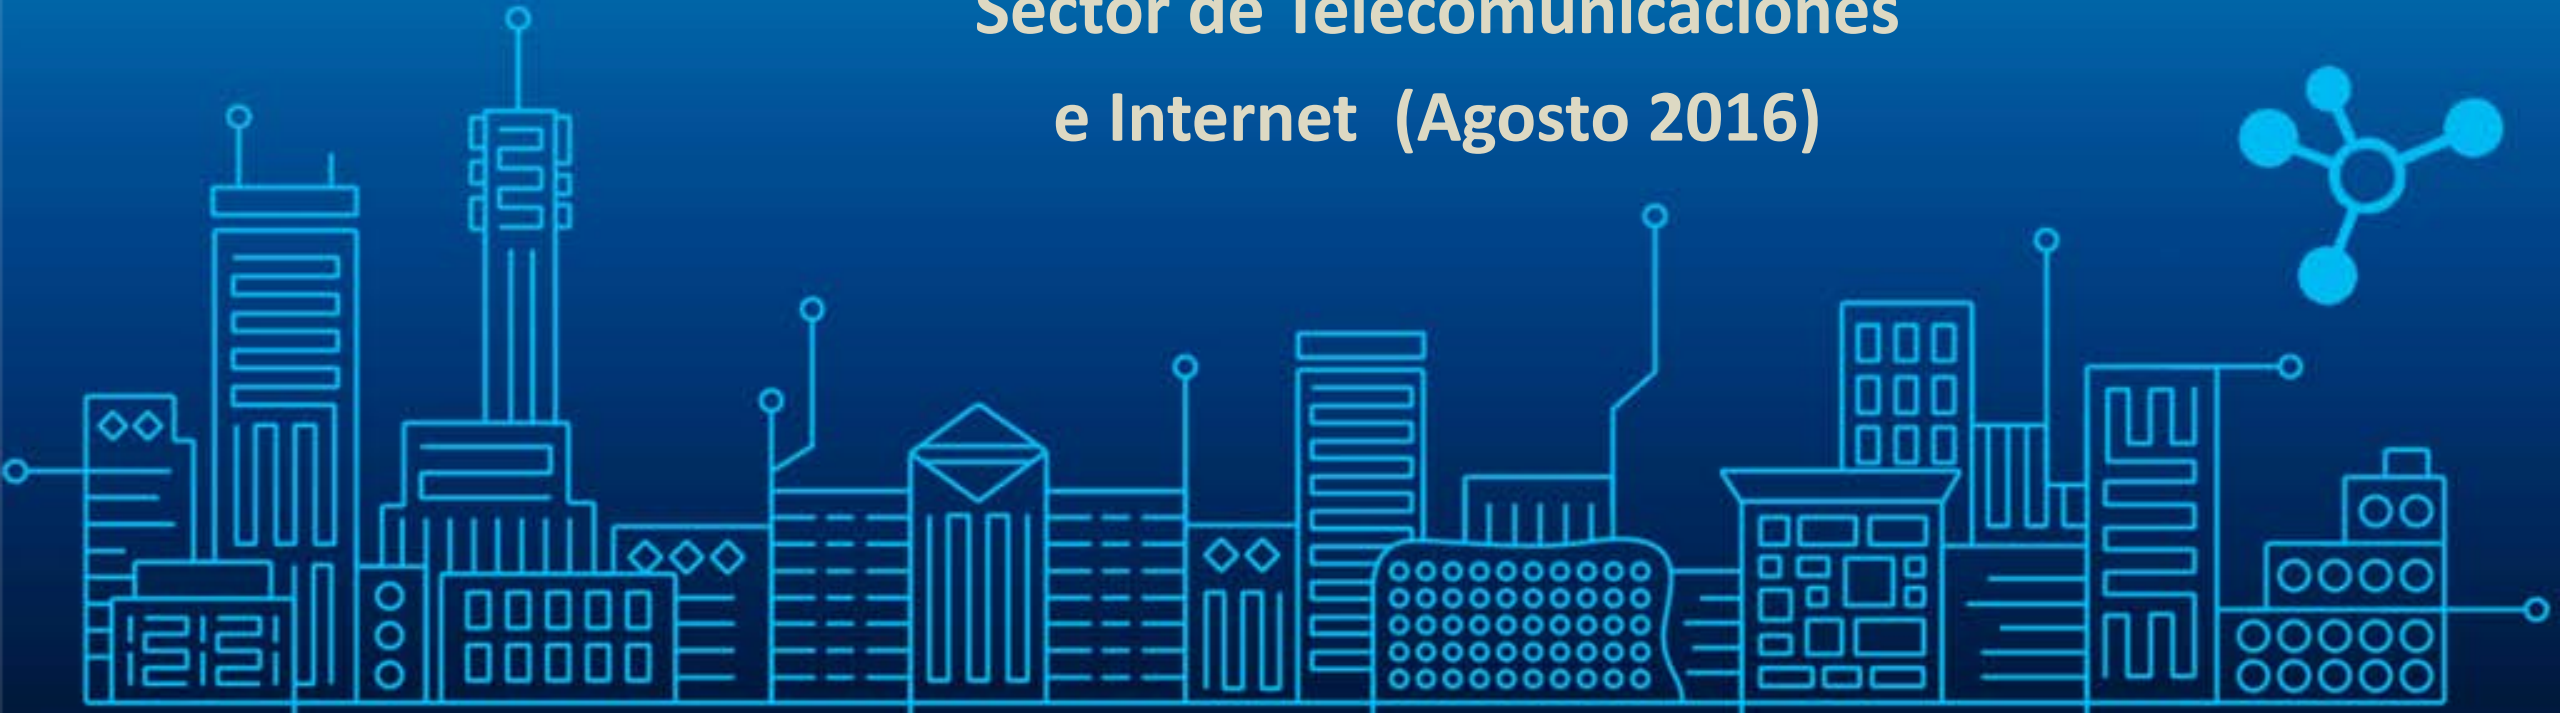 Sector de Telecomunicaciones
e Internet (Agosto 2016)